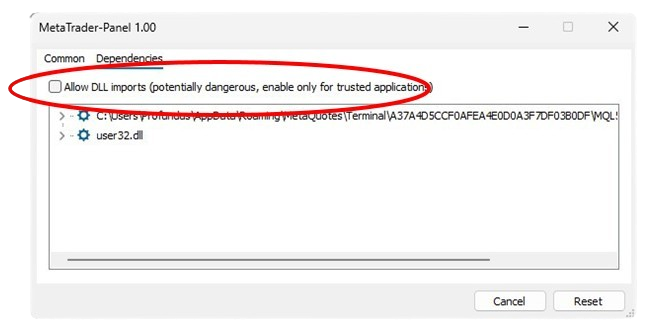 MetaTrader-Panel 1.00
Common Dependencies
Allow DLL imports (potentially dangerous, enable only for trusted applications)
C:\Users\Profundus\AppData\Roaming\MetaQuotes\Terminal\A37A4D5CCF0AFEA4E0D0A3F7DF03B0DF\MQL5
user32.dll
Cancel Reset